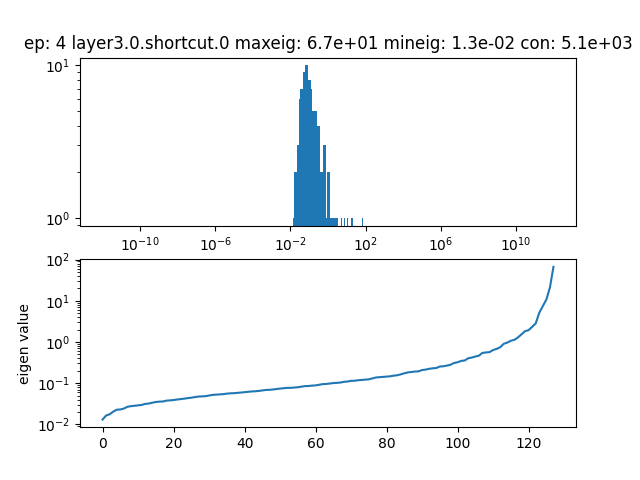 ep: 4 layer3.0.shortcut.0 maxeig: 6.7e+01 mineig: 1.3e-02 con: 5.1e+03
10¹
10⁰
10⁻¹⁰ 10⁻⁶ 10⁻² 10² 10⁶ 10¹⁰
eigen value
10²
10¹
10⁰
10⁻¹
10⁻²
0 20 40 60 80 100 120